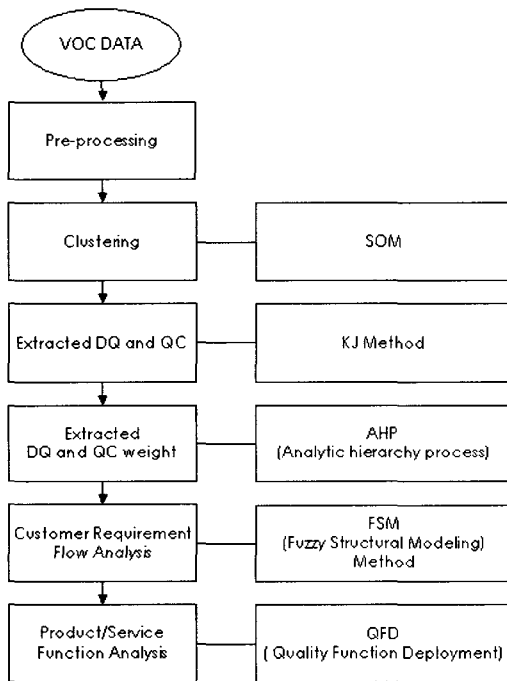 VOC DATA
Pre-processing
Clustering
SOM
Extracted DQ and QC
KJ Method
Extracted
DQ and QC weight
AHP
(Analytic hierarchy process)
Customer Requirement
Flow Analysis
FSM
(Fuzzy Structural Modeling)
Method
Product/Service
Function Analysis
QFD
( Quality Function Deployment)